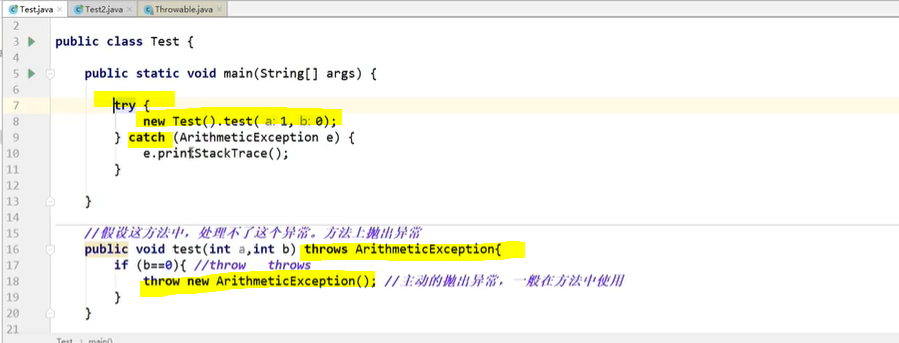 Test.java × Test2.java × Throwable.java ×
2
3 public class Test {
4
5 public static void main(String[] args) {
6
7 try {
8 new Test().test( a: 1, b: 0);
9 } catch (ArithmeticException e) {
10 e.printStackTrace();
11 }
12
13 }
14
15 //假设这方法中，处理不了这个异常。方法上抛出异常
16 public void test(int a,int b) throws ArithmeticException{
17 if (b==0){ //throw throws
18 throw new ArithmeticException(); //主动的抛出异常，一般在方法中使用
19 }
20 }
21
Test › main()